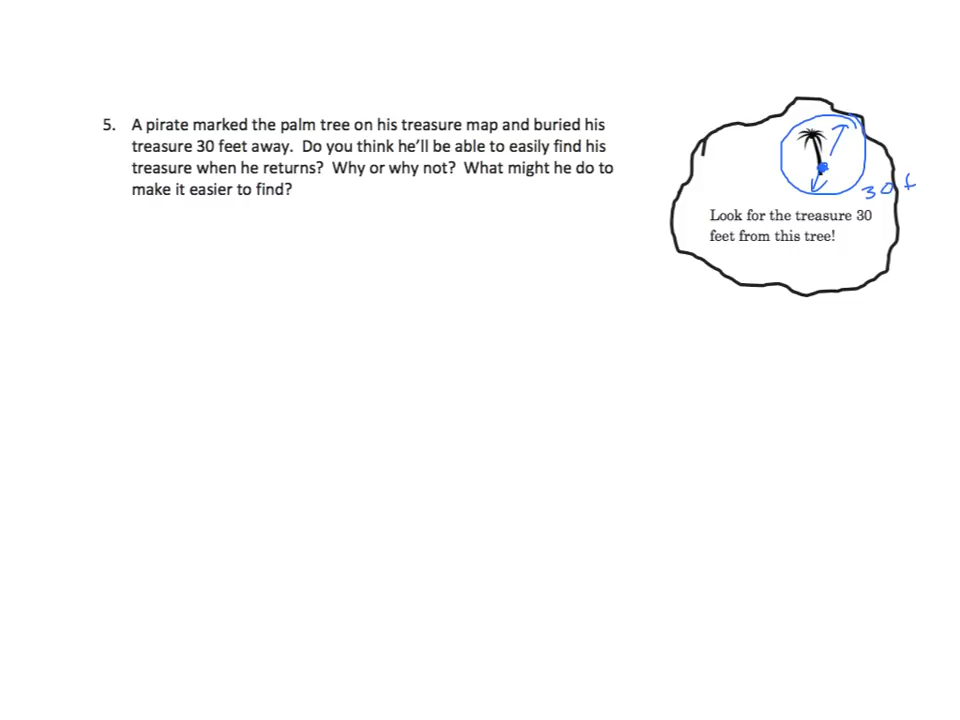 5. A pirate marked the palm tree on his treasure map and buried his
treasure 30 feet away. Do you think he'll be able to easily find his
treasure when he returns? Why or why not? What might he do to
make it easier to find?
30 f
Look for the treasure 30
feet from this tree!